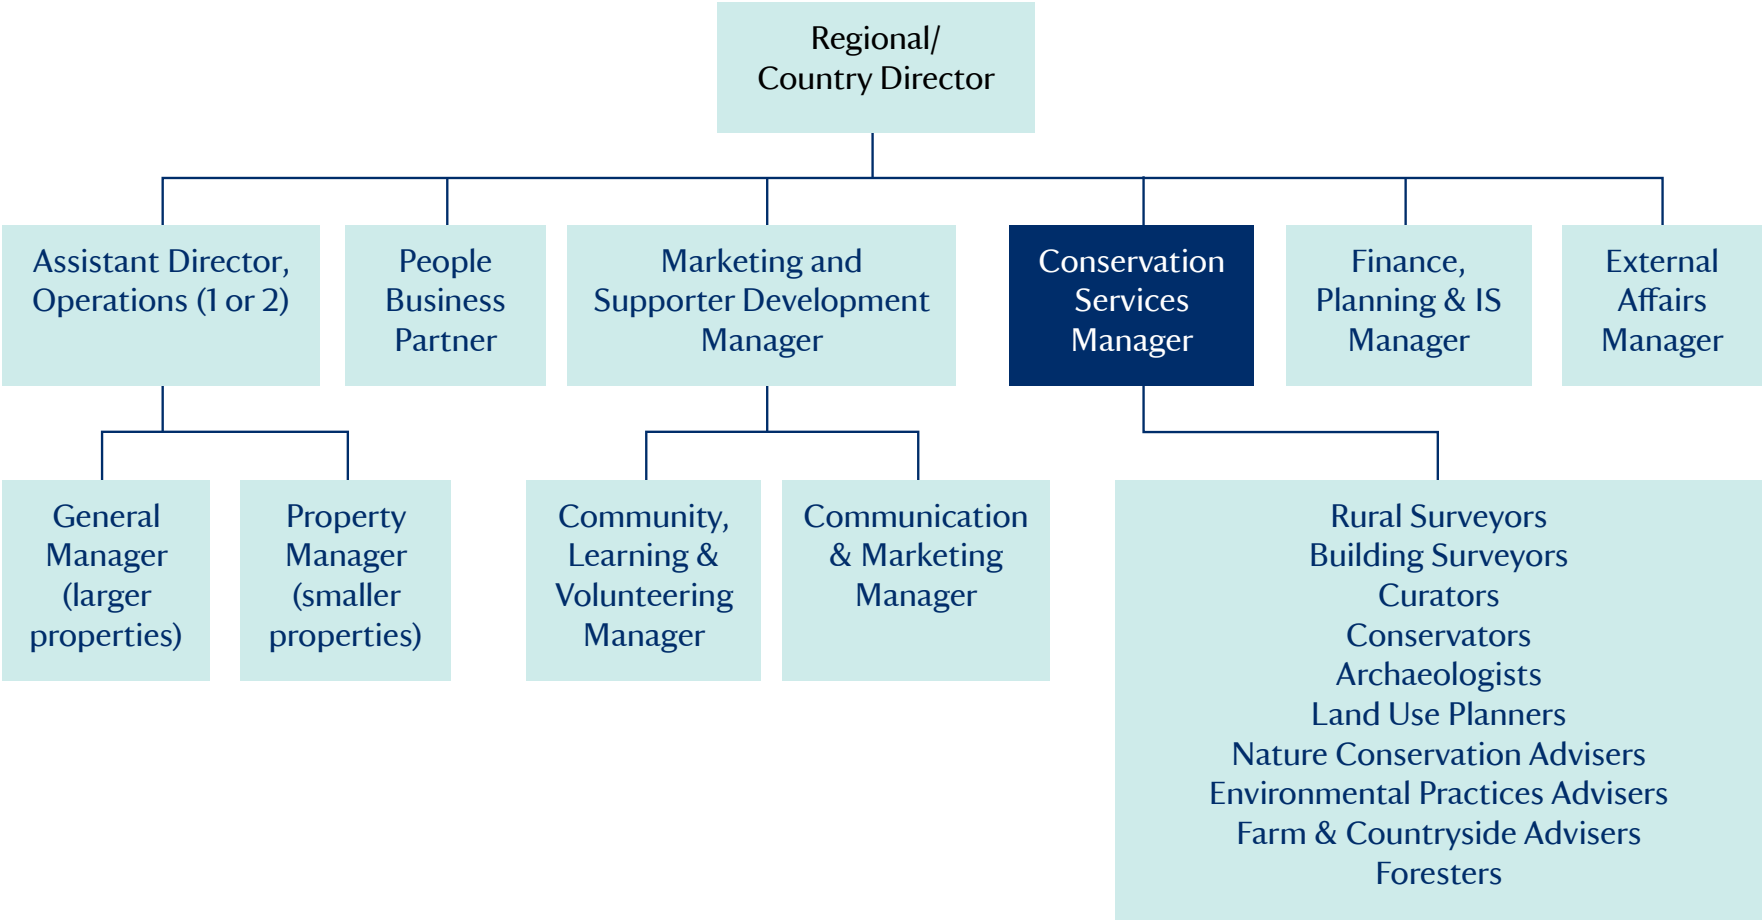 Regional/
Country Director
Assistant Director,
Operations (1 or 2)
People
Business
Partner
Marketing and
Supporter Development
Manager
Conservation
Services
Manager
Finance,
Planning & IS
Manager
External
Affairs
Manager
General
Manager
(larger
properties)
Property
Manager
(smaller
properties)
Community,
Learning &
Volunteering
Manager
Communication
& Marketing
Manager
Rural Surveyors
Building Surveyors
Curators
Conservators
Archaeologists
Land Use Planners
Nature Conservation Advisers
Environmental Practices Advisers
Farm & Countryside Advisers
Foresters